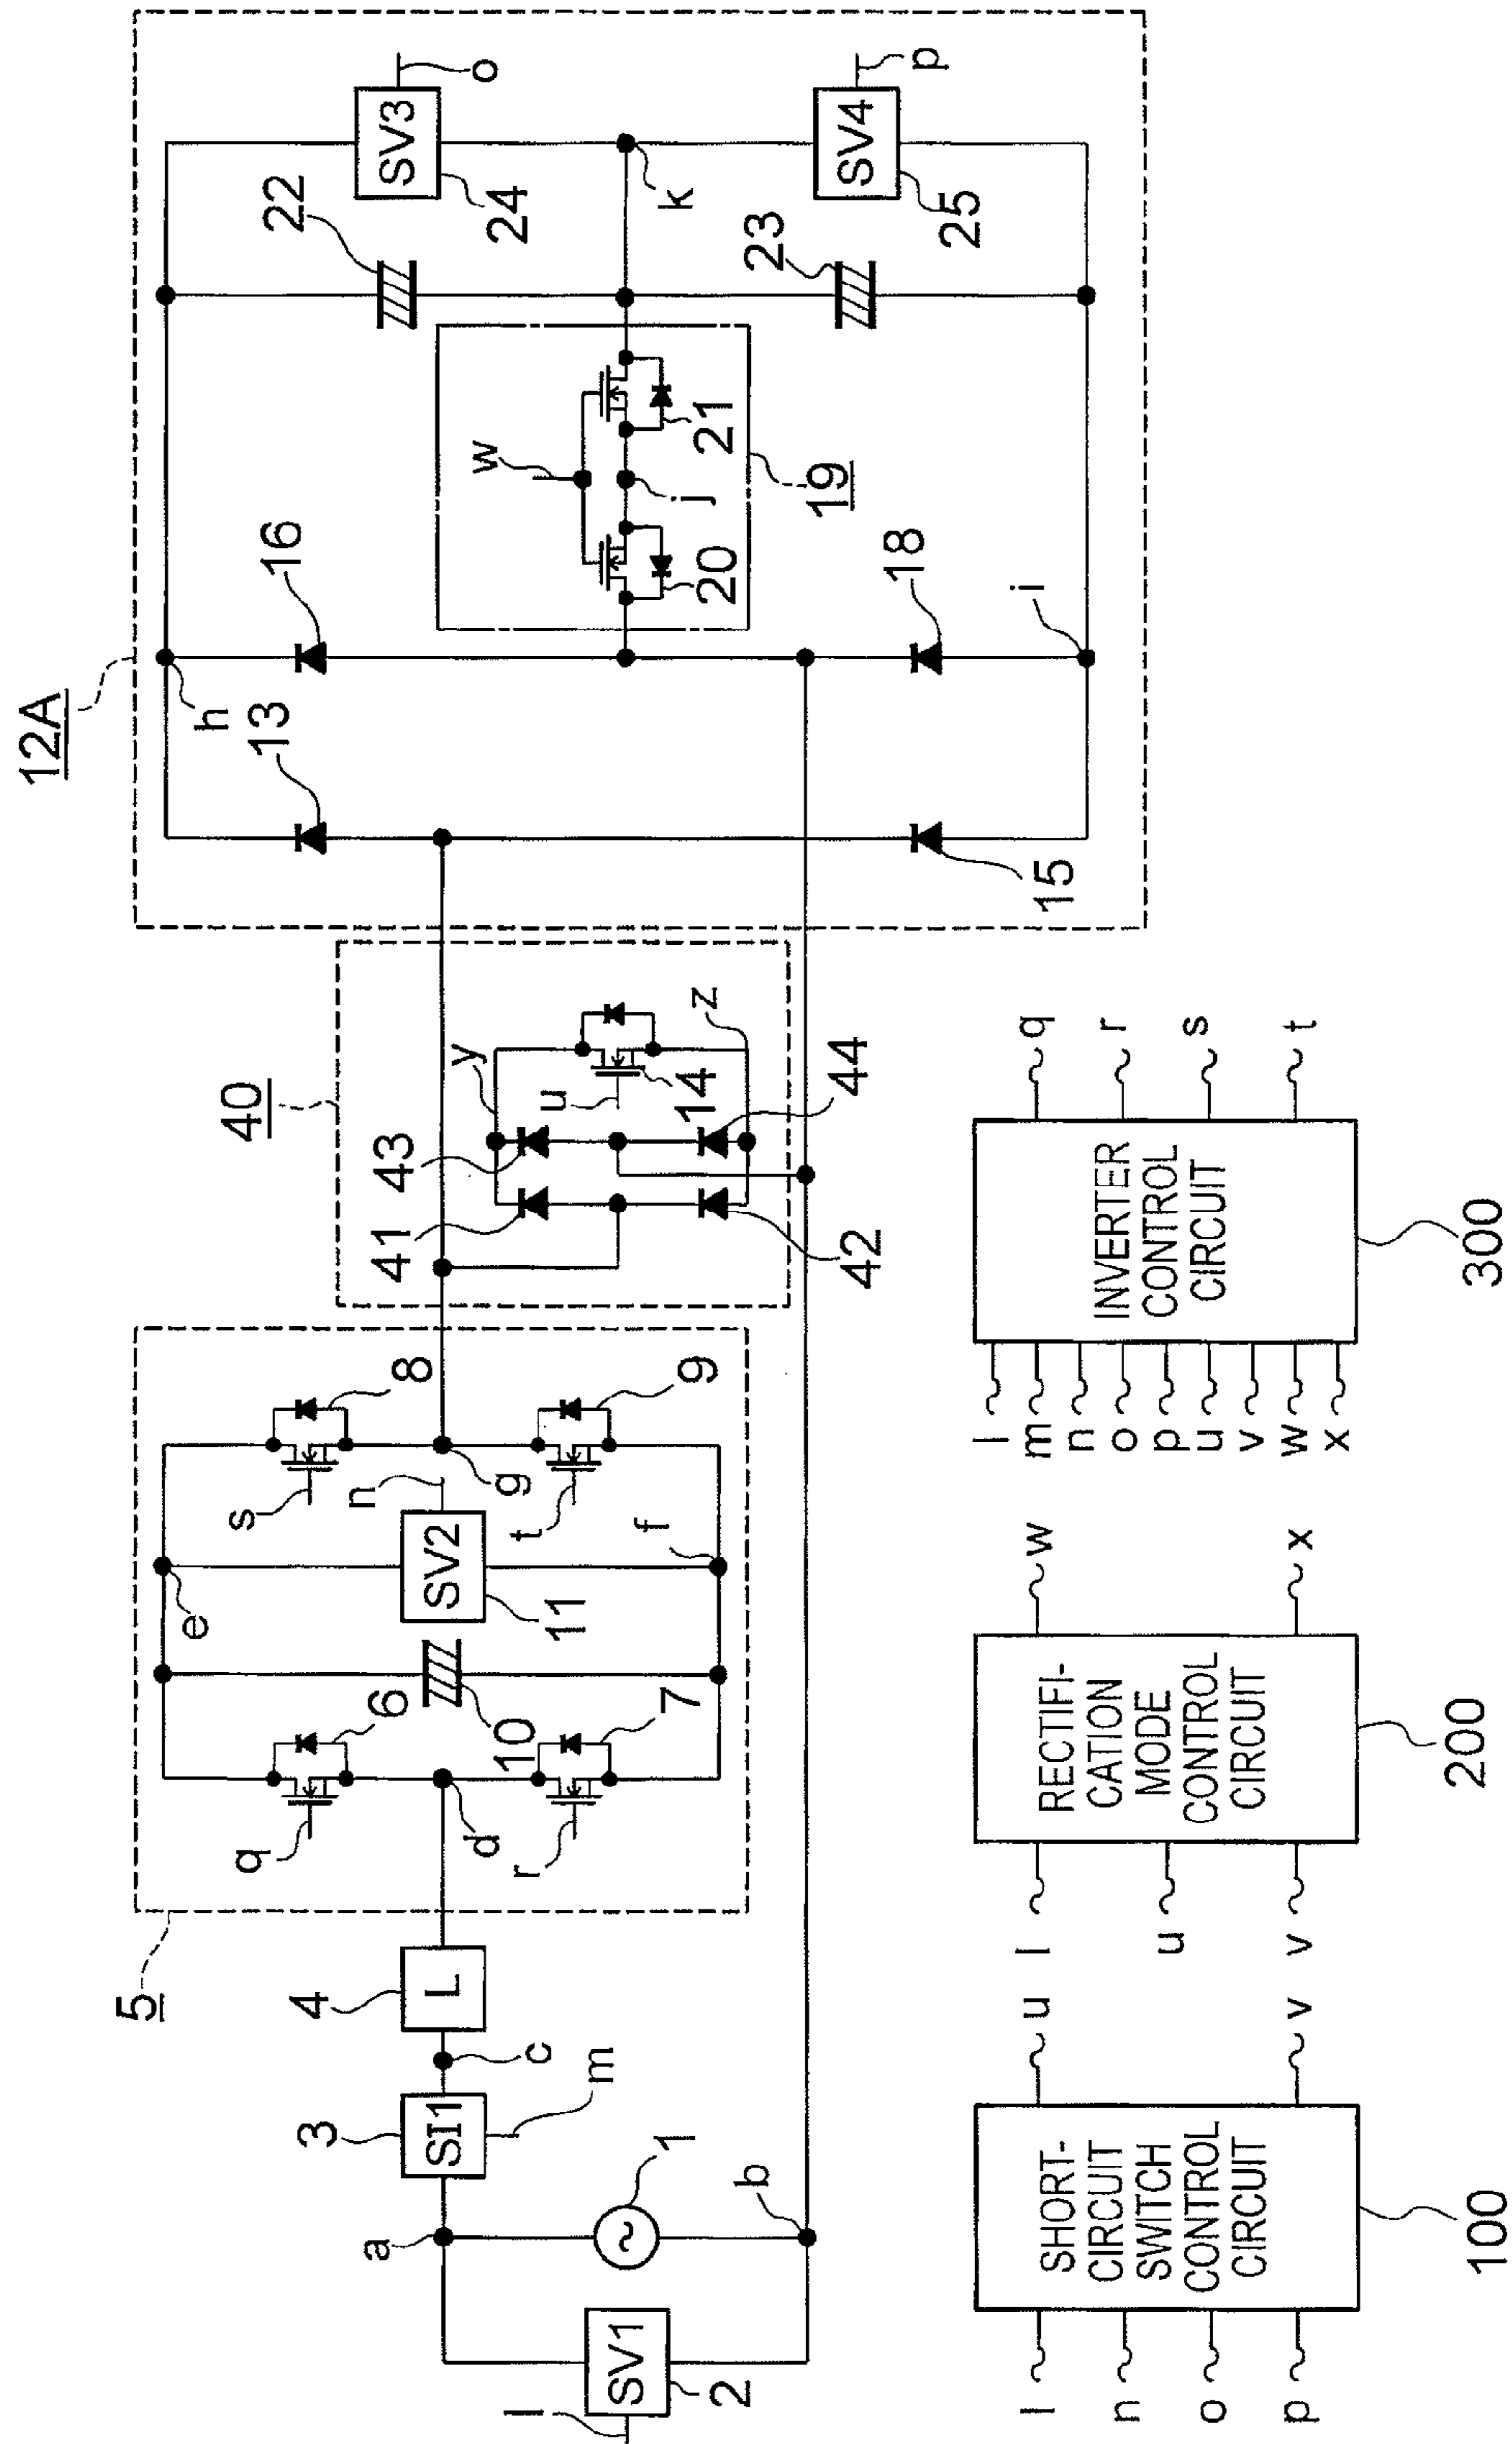 12A
5
4
L
3
SI1
c
m
a
1
b
SV1
l
2
q
6
d
r
7
10
e
SV2
n
11
f
s
8
g
t
9
40
41
43
y
u
14
z
42
44
h
13
16
15
18
i
w
20
j
21
19
22
23
SV3
o
24
k
SV4
p
25
l
n
o
p
SHORT-
CIRCUIT
SWITCH
CONTROL
CIRCUIT
u
v
100
l
u
v
RECTIFI-
CATION
MODE
CONTROL
CIRCUIT
w
x
200
l
m
n
o
p
u
v
w
x
INVERTER
CONTROL
CIRCUIT
q
r
s
t
300